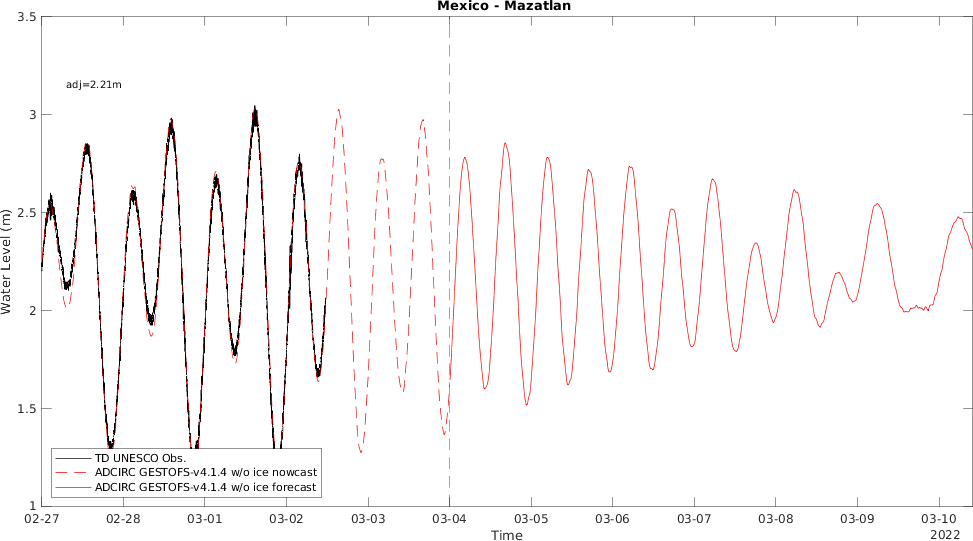 Mexico - Mazatlan
3.5
3
2.5
2
1.5
1
Water Level (m)
adj=2.21m
TD UNESCO Obs.
ADCIRC GESTOFS-v4.1.4 w/o ice nowcast
ADCIRC GESTOFS-v4.1.4 w/o ice forecast
02-27 02-28 03-01 03-02 03-03 03-04 03-05 03-06 03-07 03-08 03-09 03-10
Time
2022